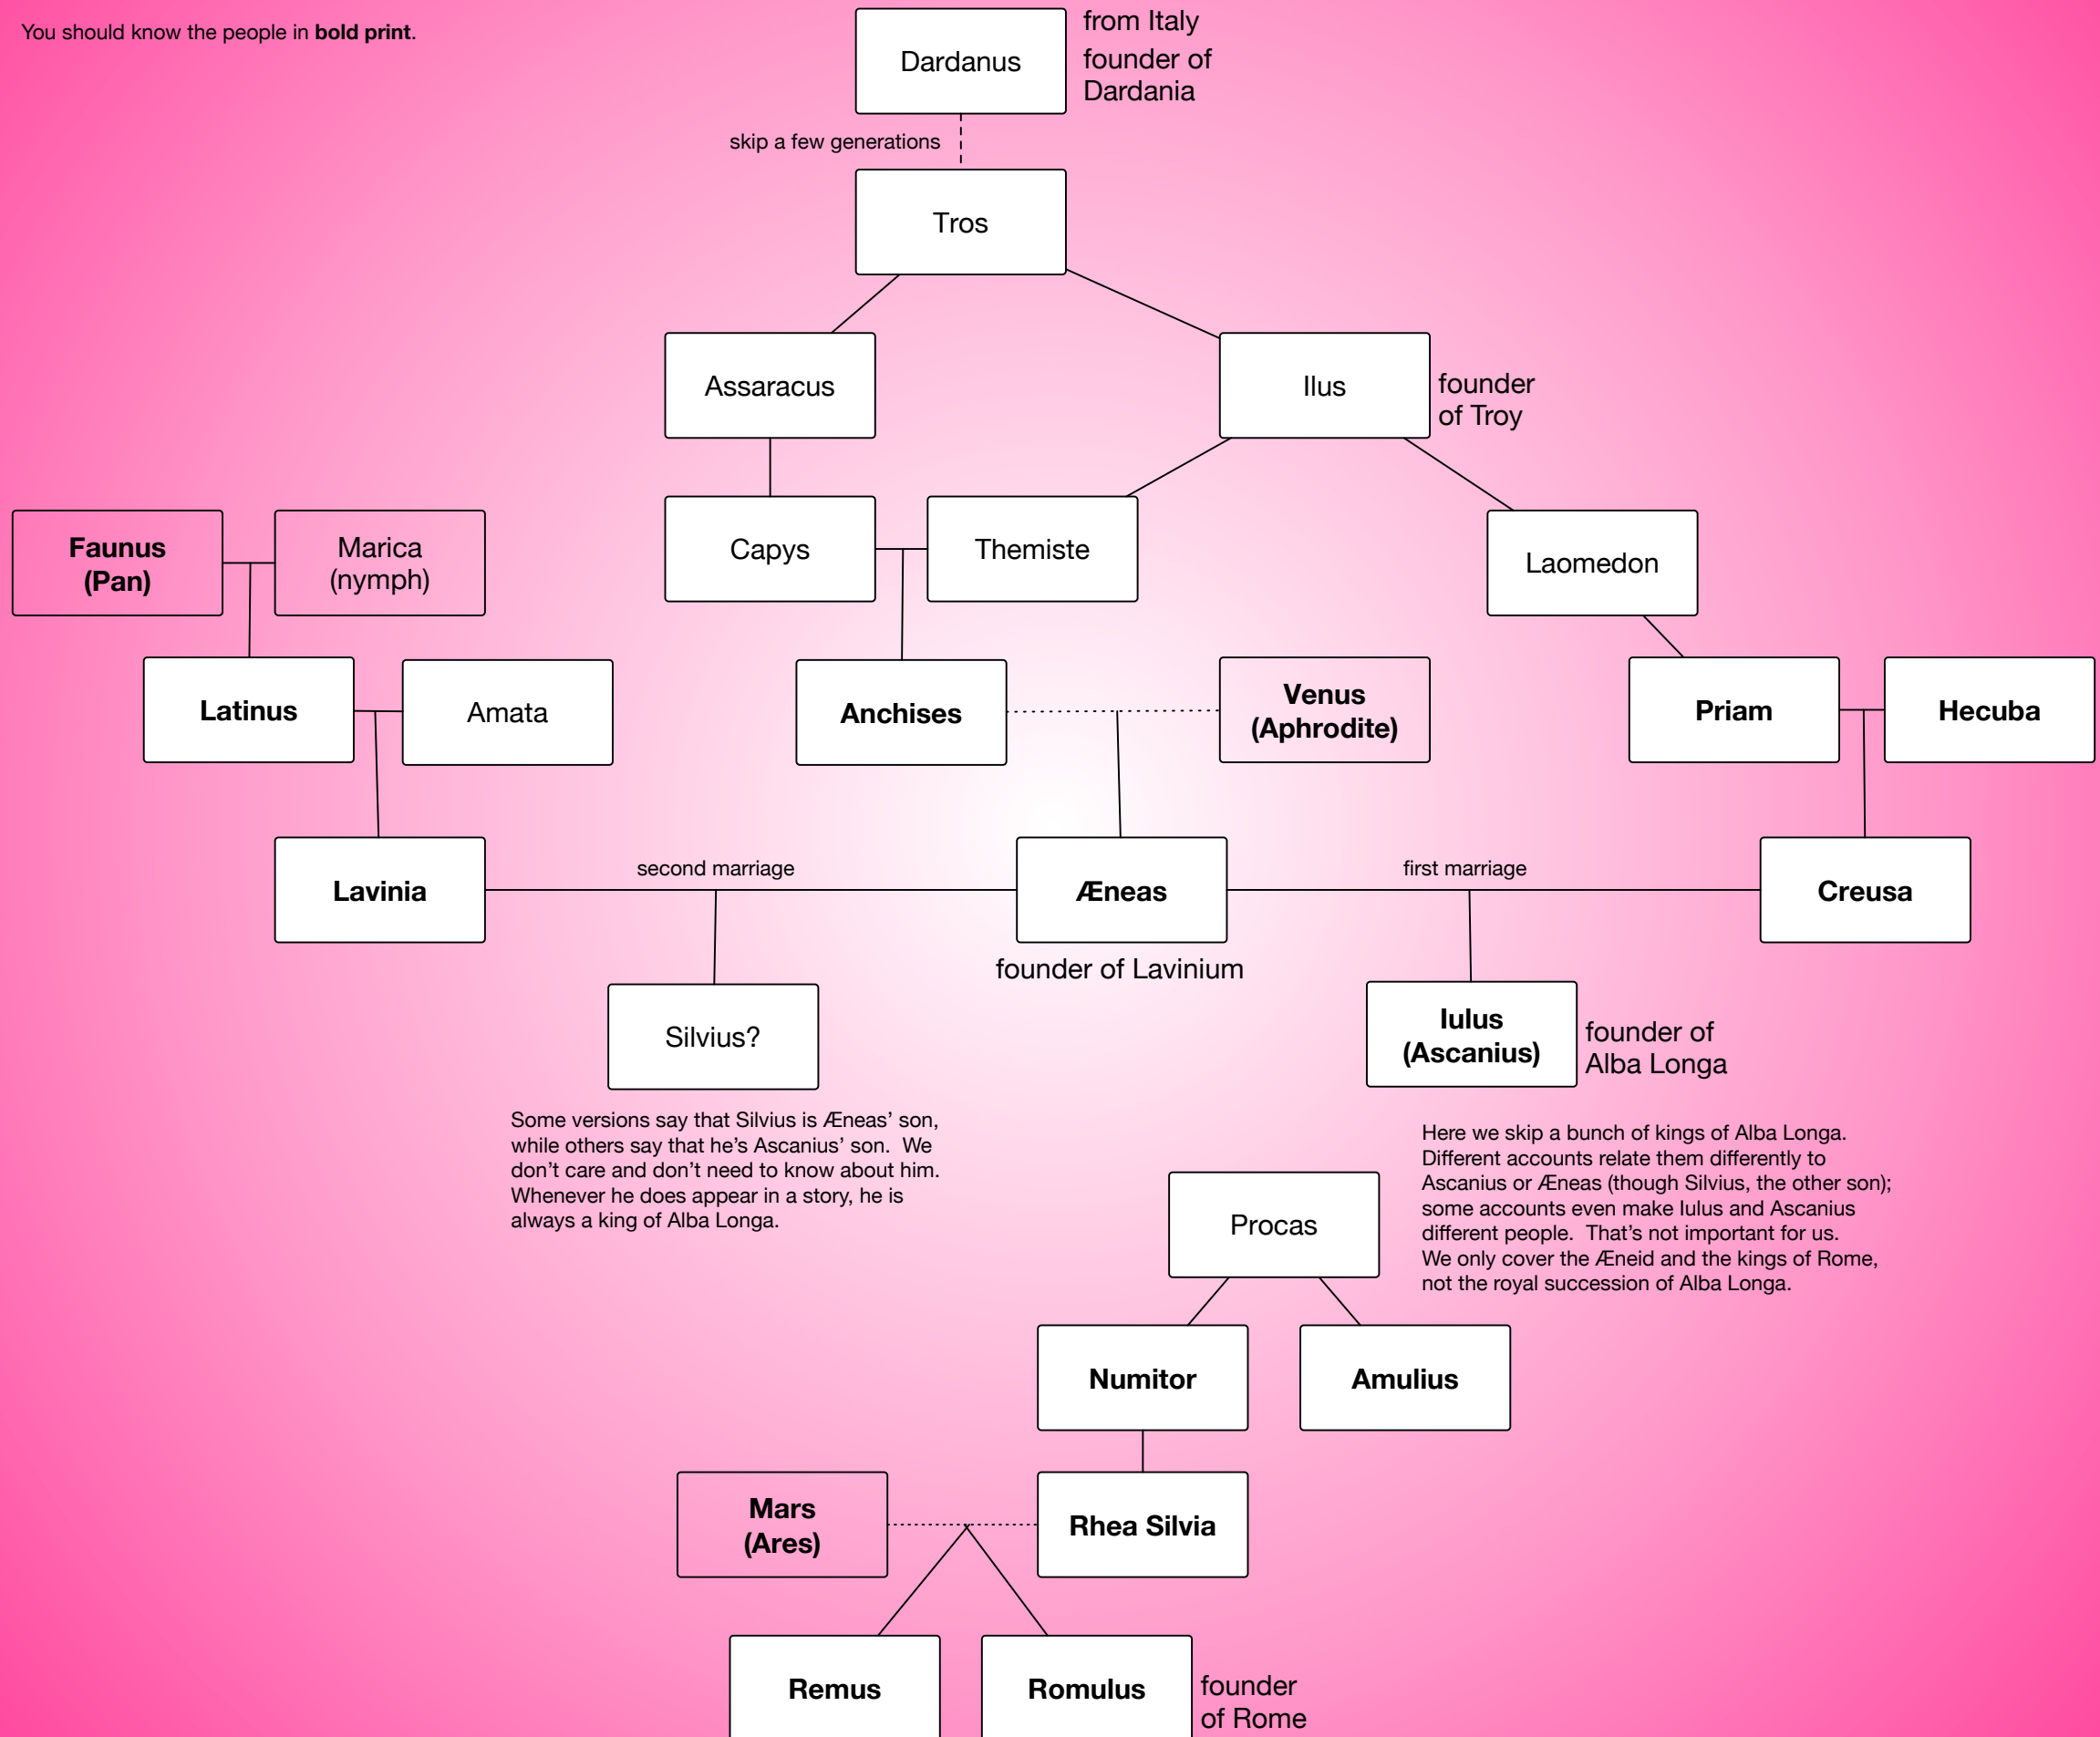 You should know the people in bold print.
Dardanus
from Italy
founder of
Dardania
skip a few generations
Tros
Assaracus
Ilus
founder
of Troy
Faunus
(Pan)
Marica
(nymph)
Capys
Themiste
Laomedon
Latinus
Amata
Anchises
Venus
(Aphrodite)
Priam
Hecuba
Lavinia
second marriage
Æneas
first marriage
Creusa
founder of Lavinium
Silvius?
Iulus
(Ascanius)
founder of
Alba Longa
Some versions say that Silvius is Æneas’ son,
while others say that he’s Ascanius’ son. We
don’t care and don’t need to know about him.
Whenever he does appear in a story, he is
always a king of Alba Longa.
Here we skip a bunch of kings of Alba Longa.
Different accounts relate them differently to
Ascanius or Æneas (though Silvius, the other son);
some accounts even make Iulus and Ascanius
different people. That’s not important for us.
We only cover the Æneid and the kings of Rome,
not the royal succession of Alba Longa.
Procas
Numitor
Amulius
Mars
(Ares)
Rhea Silvia
Remus
Romulus
founder
of Rome